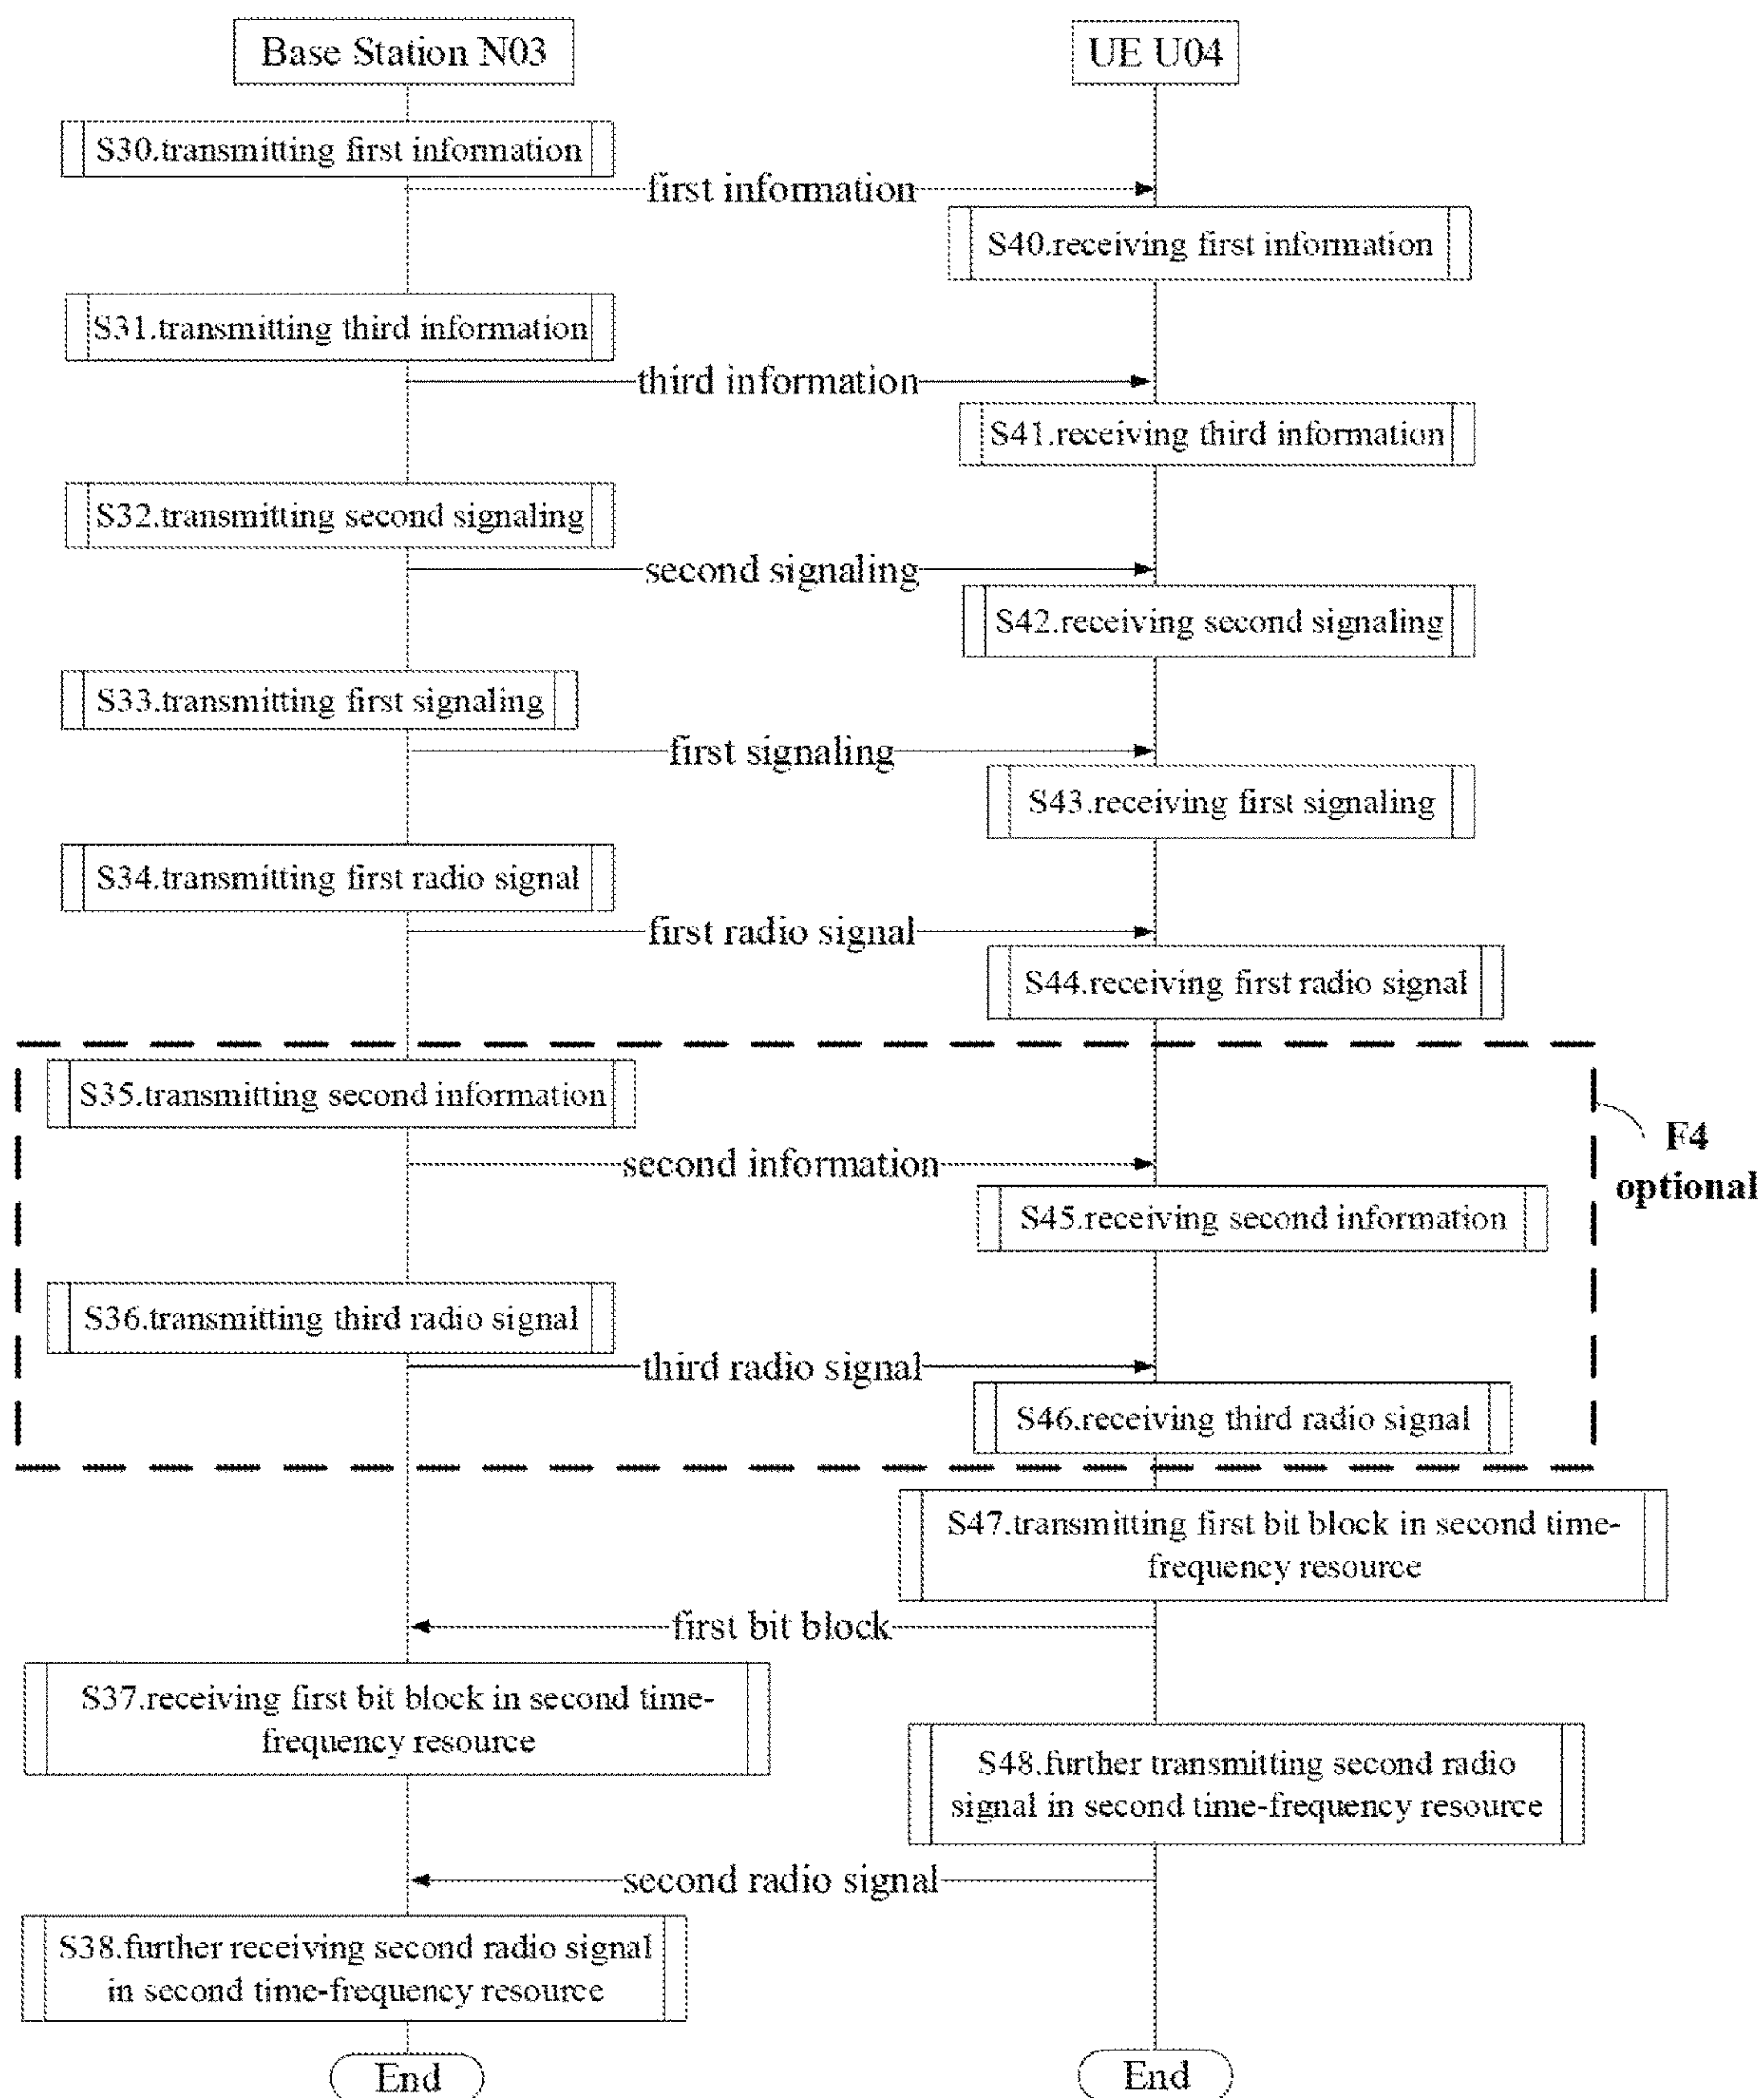 Base Station N03
UE U04
S30.transmitting first information
first information
S40.receiving first information
S31.transmitting third information
third information
S41.receiving third information
S32.transmitting second signaling
second signaling
S42.receiving second signaling
S33.transmitting first signaling
first signaling
S43.receiving first signaling
S34.transmitting first radio signal
first radio signal
S44.receiving first radio signal
S35.transmitting second information
F4
optional
second information
S45.receiving second information
S36.transmitting third radio signal
third radio signal
S46.receiving third radio signal
S47.transmitting first bit block in second time-
frequency resource
first bit block
S37.receiving first bit block in second time-
frequency resource
S48.further transmitting second radio
signal in second time-frequency resource
second radio signal
S38.further receiving second radio signal
in second time-frequency resource
End
End